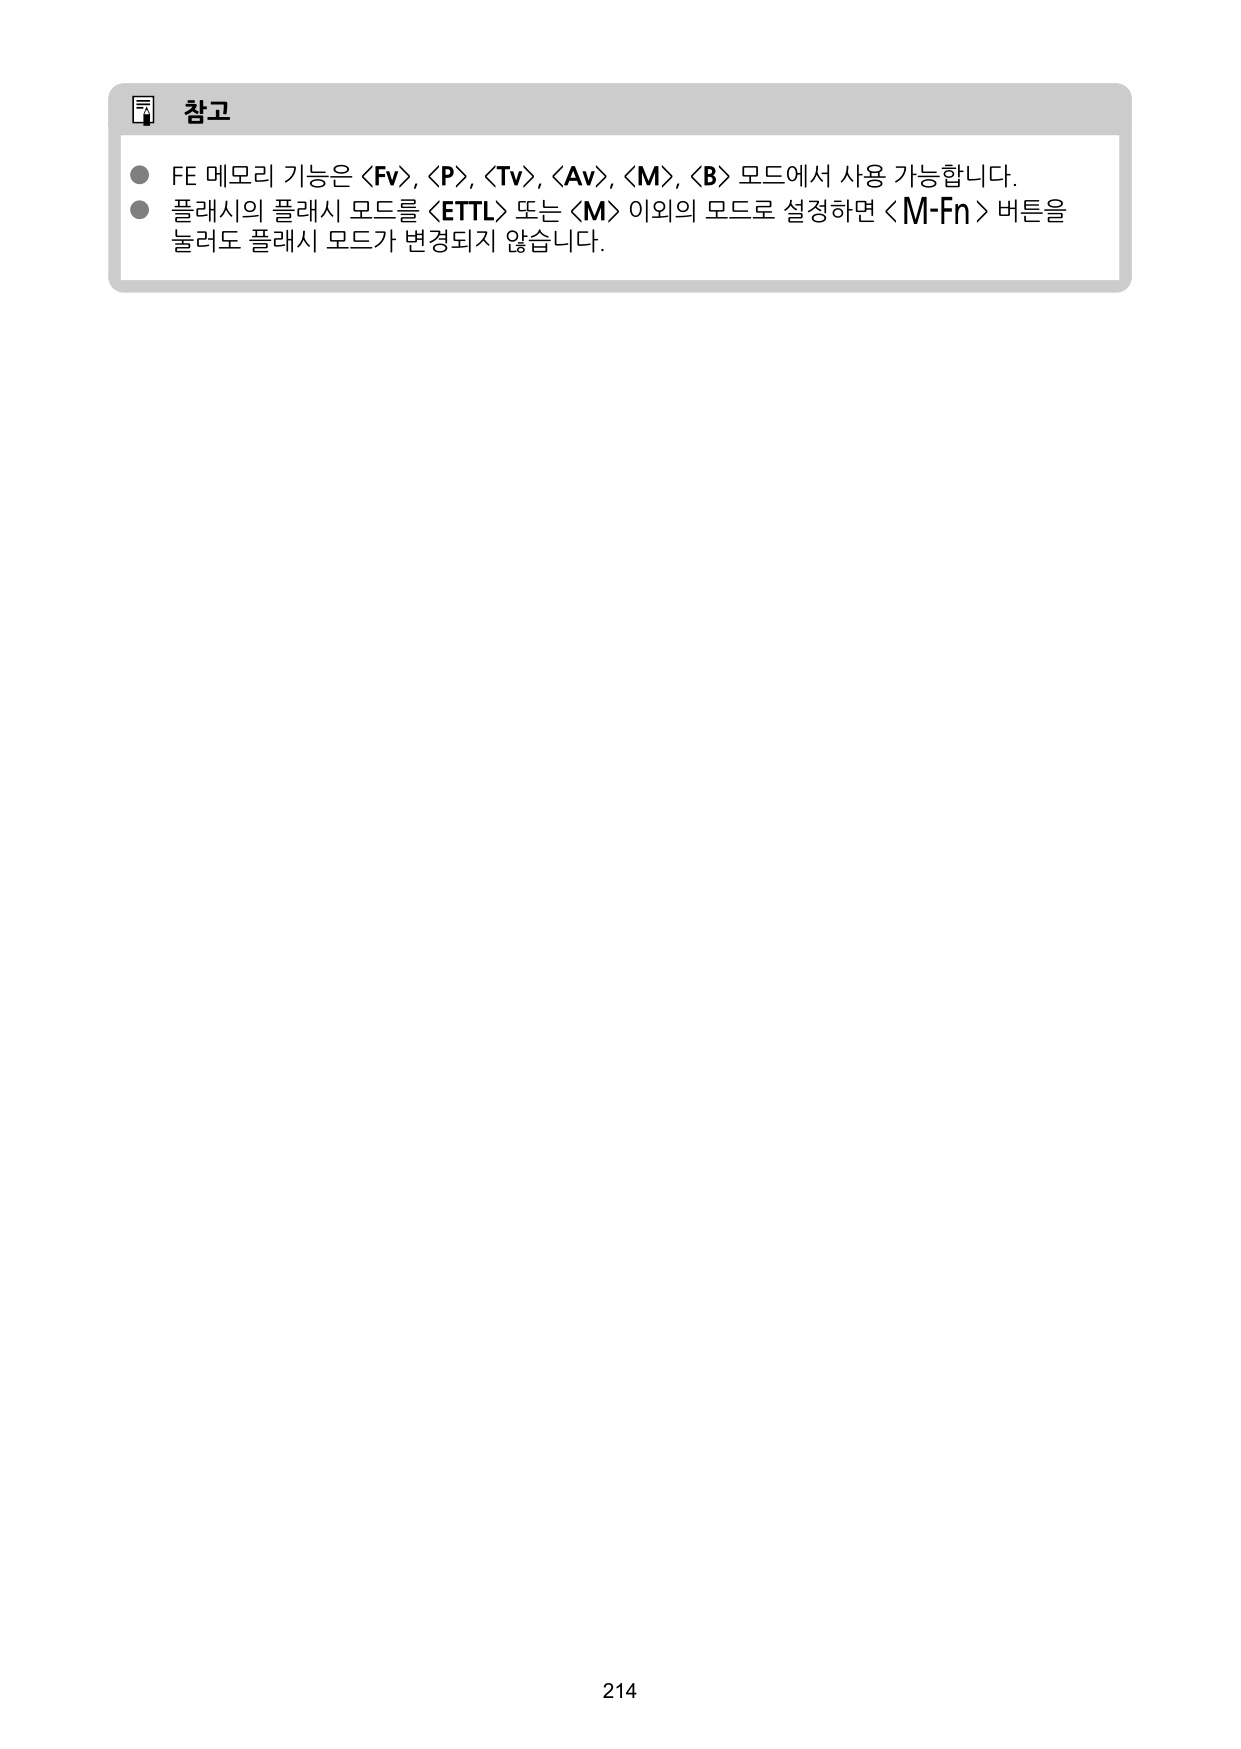 참고
● FE 메모리 기능은 <Fv>, <P>, <Tv>, <Av>, <M>, <B> 모드에서 사용 가능합니다.
● 플래시의 플래시 모드를 <ETTL> 또는 <M> 이외의 모드로 설정하면 <M-Fn> 버튼을
눌러도 플래시 모드가 변경되지 않습니다.
214